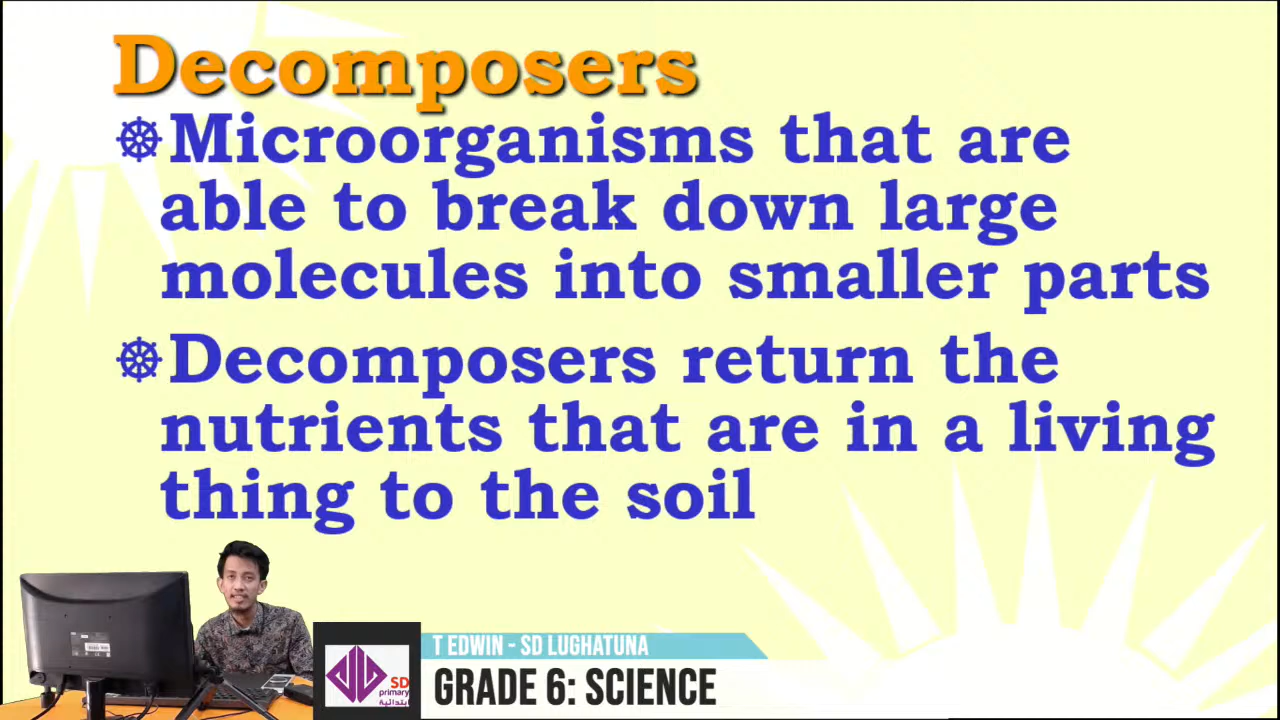 Decomposers
Microorganisms that are
able to break down large
molecules into smaller parts
Decomposers return the
nutrients that are in a living
thing to the soil
T EDWIN - SD LUGHATUNA
GRADE 6: SCIENCE
SD
primary
ابتدائية